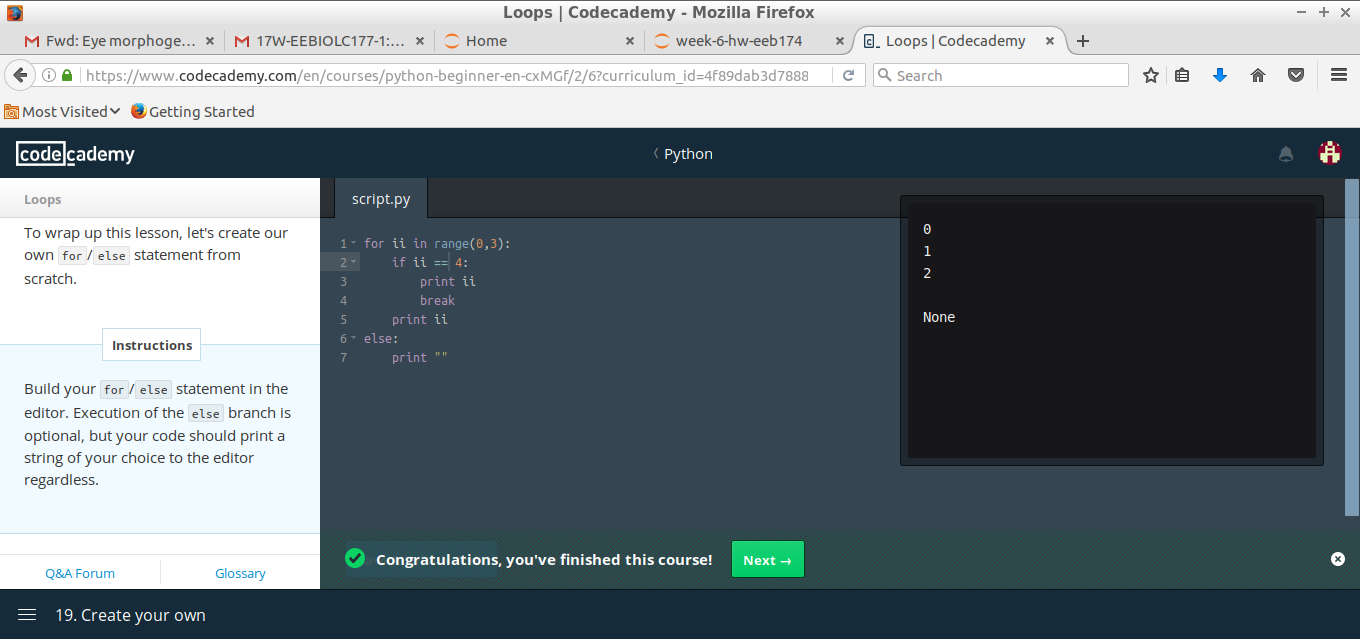 Loops | Codecademy - Mozilla Firefox
Fwd: Eye morphoge... × 17W-EEBIOLC177-1:... × Home × week-6-hw-eeb174 × Loops | Codecademy ×
https://www.codecademy.com/en/courses/python-beginner-en-cxMGf/2/6?curriculum_id=4f89dab3d7888 Search
Most Visited Getting Started
codecademy
Python
Loops
To wrap up this lesson, let's create our
own for/else statement from
scratch.
Instructions
Build your for/else statement in the
editor. Execution of the else branch is
optional, but your code should print a
string of your choice to the editor
regardless.
Q&A Forum Glossary
script.py
1 for ii in range(0,3):
2     if ii == 4:
3         print ii
4         break
5     print ii
6 else:
7     print ""
0
1
2
None
Congratulations, you've finished this course!
Next →
19. Create your own